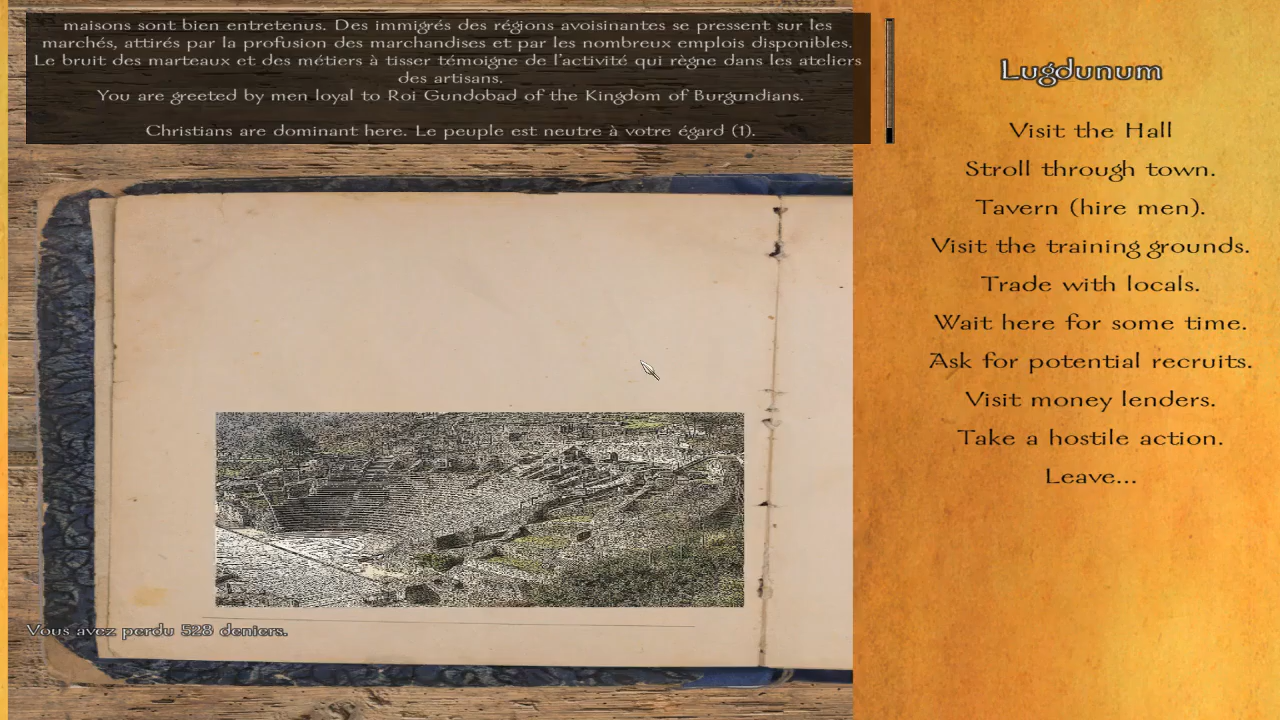 maisons sont bien entretenus. Des immigrés des régions avoisinantes se pressent sur les
marchés, attirés par la profusion des marchandises et par les nombreux emplois disponibles.
Le bruit des marteaux et des métiers à tisser témoigne de l'activité qui règne dans les ateliers
des artisans.
You are greeted by men loyal to Roi Gundobad of the Kingdom of Burgundians.
Christians are dominant here. Le peuple est neutre à votre égard (1).
Lugdunum
Visit the Hall
Stroll through town.
Tavern (hire men).
Visit the training grounds.
Trade with locals.
Wait here for some time.
Ask for potential recruits.
Visit money lenders.
Take a hostile action.
Leave...
Vous avez perdu 528 deniers.